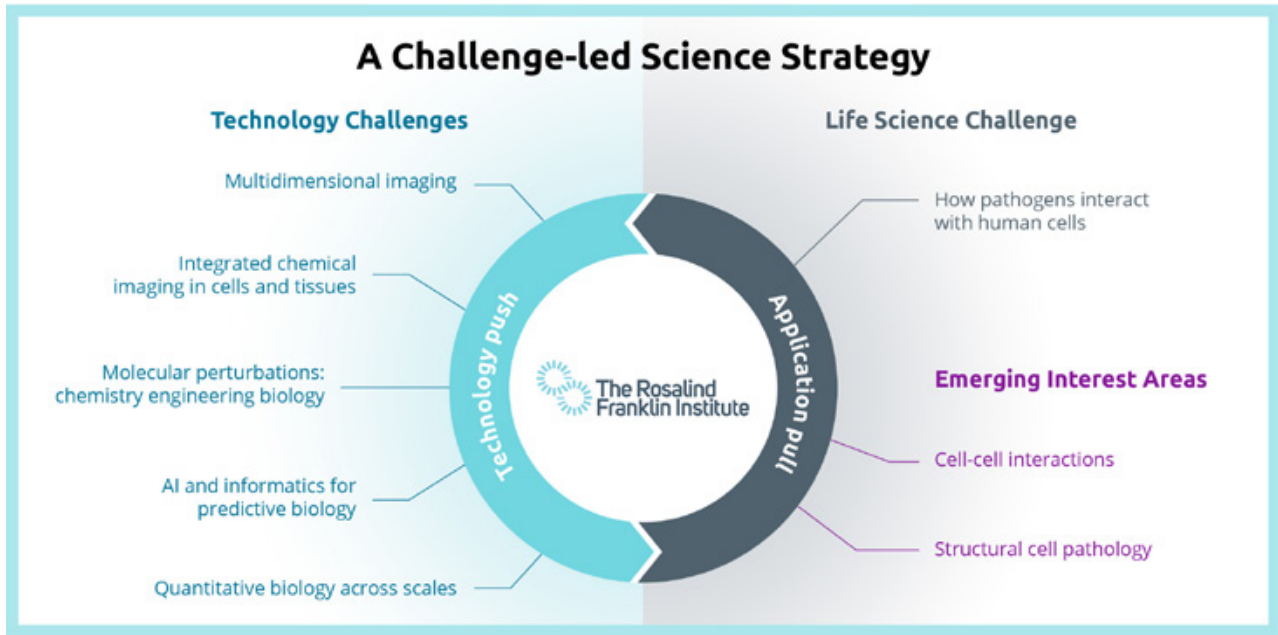 A Challenge-led Science Strategy
Technology Challenges
Multidimensional imaging
Integrated chemical
imaging in cells and tissues
Molecular perturbations:
chemistry engineering biology
AI and informatics for
predictive biology
Quantitative biology across scales
Technology push
The Rosalind
Franklin Institute
Application pull
Life Science Challenge
How pathogens interact
with human cells
Emerging Interest Areas
Cell-cell interactions
Structural cell pathology